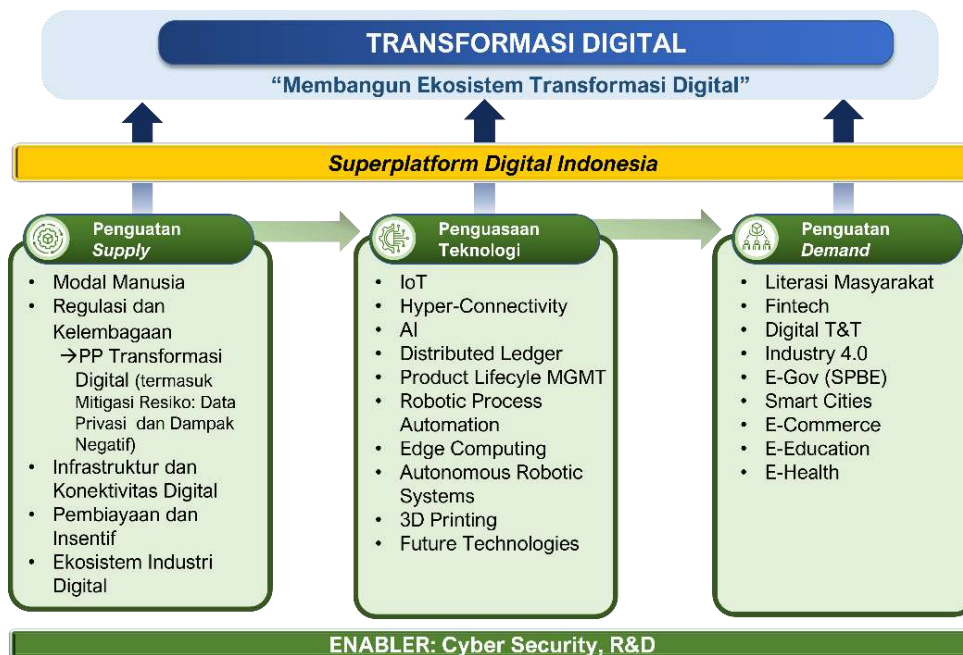 TRANSFORMASI DIGITAL
“Membangun Ekosistem Transformasi Digital”
Superplatform Digital Indonesia
Penguatan
Supply
• Modal Manusia
• Regulasi dan
Kelembagaan
→PP Transformasi
Digital (termasuk
Mitigasi Resiko: Data
Privasi dan Dampak
Negatif)
• Infrastruktur dan
Konektivitas Digital
• Pembiayaan dan
Insentif
• Ekosistem Industri
Digital
Penguasaan
Teknologi
• IoT
• Hyper-Connectivity
• AI
• Distributed Ledger
• Product Lifecyle MGMT
• Robotic Process
Automation
• Edge Computing
• Autonomous Robotic
Systems
• 3D Printing
• Future Technologies
Penguatan
Demand
• Literasi Masyarakat
• Fintech
• Digital T&T
• Industry 4.0
• E-Gov (SPBE)
• Smart Cities
• E-Commerce
• E-Education
• E-Health
ENABLER: Cyber Security, R&D